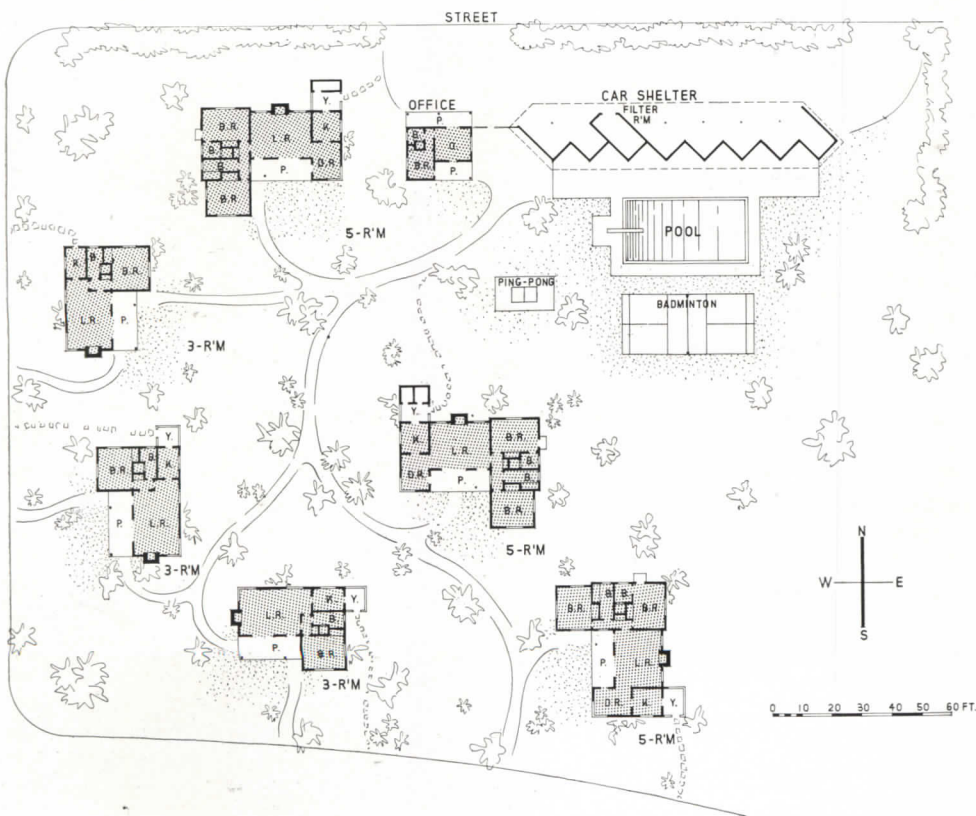 STREET
CAR SHELTER
FILTER
R'M
OFFICE
P.
B.
O.
B.R.
P.
Y.
B.R.
L.R.
K.
B.
B.
P.
D.R.
B.R.
5-R'M
POOL
PING-PONG
BADMINTON
K.
B.
B.R.
L.R.
P.
3-R'M
Y.
K.
L.R.
B.R.
B.
D.R.
P.
B.
B.R.
5-R'M
Y.
B.R.
B.
K.
P.
L.R.
3-R'M
N
W E
S
L.R.
K.
Y.
B.
P.
B.R.
3-R'M
B.R.
B.
B.
B.R.
P.
L.R.
D.R.
K.
Y.
5-R'M
0 10 20 30 40 50 60 FT.